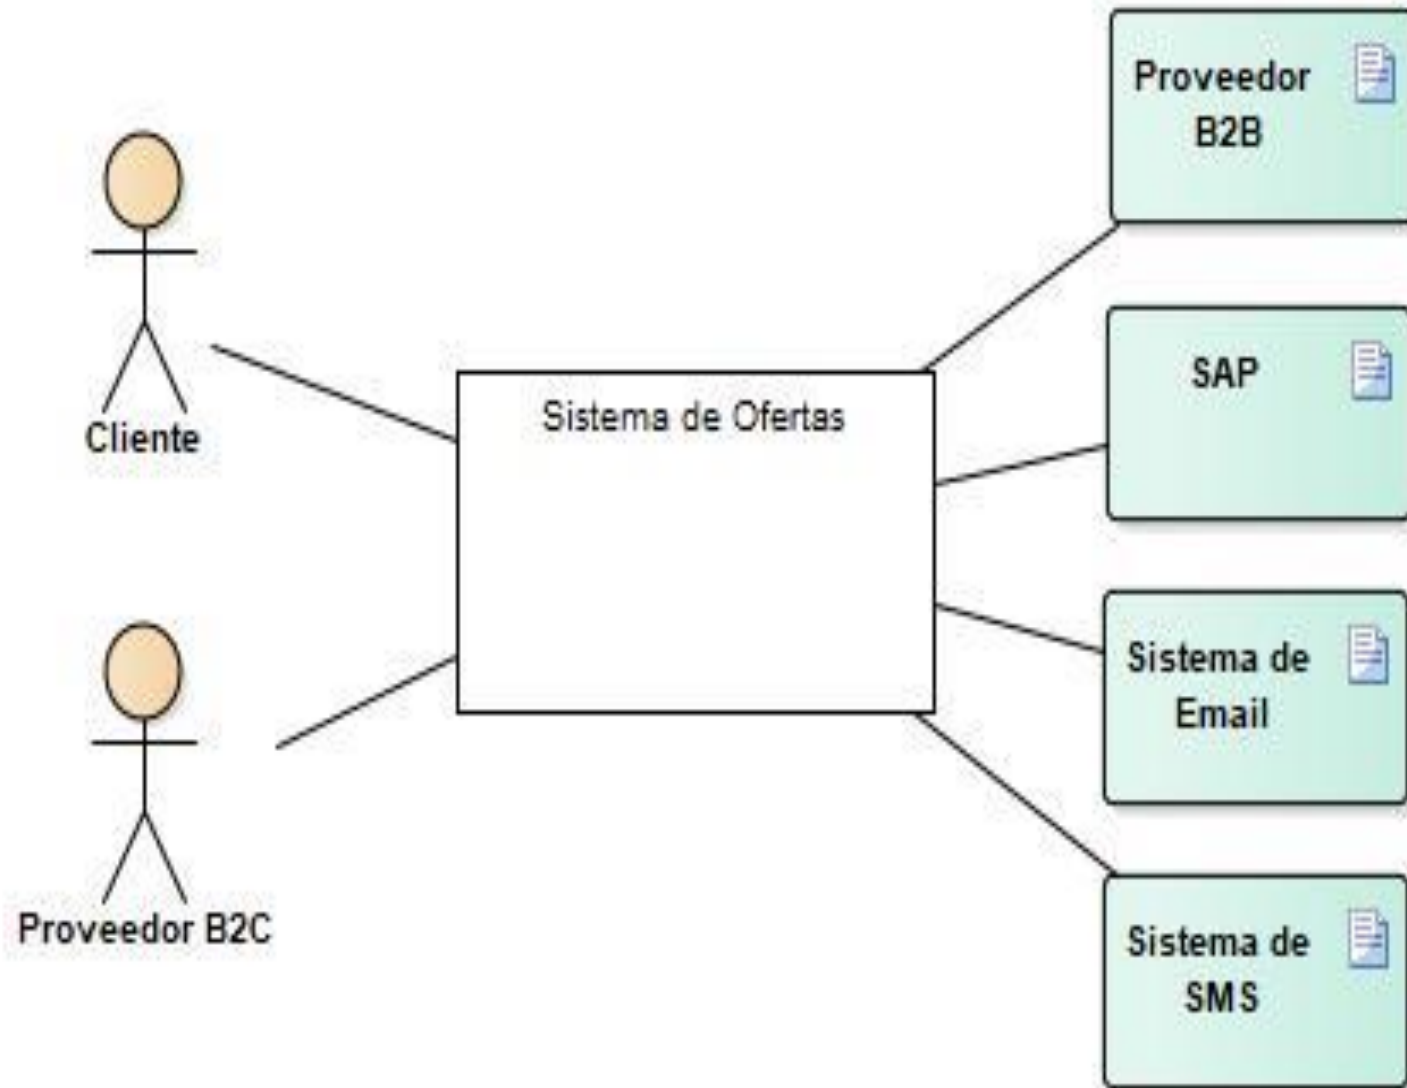 Proveedor
B2B
SAP
Cliente
Sistema de Ofertas
Sistema de
Email
Proveedor B2C
Sistema de
SMS